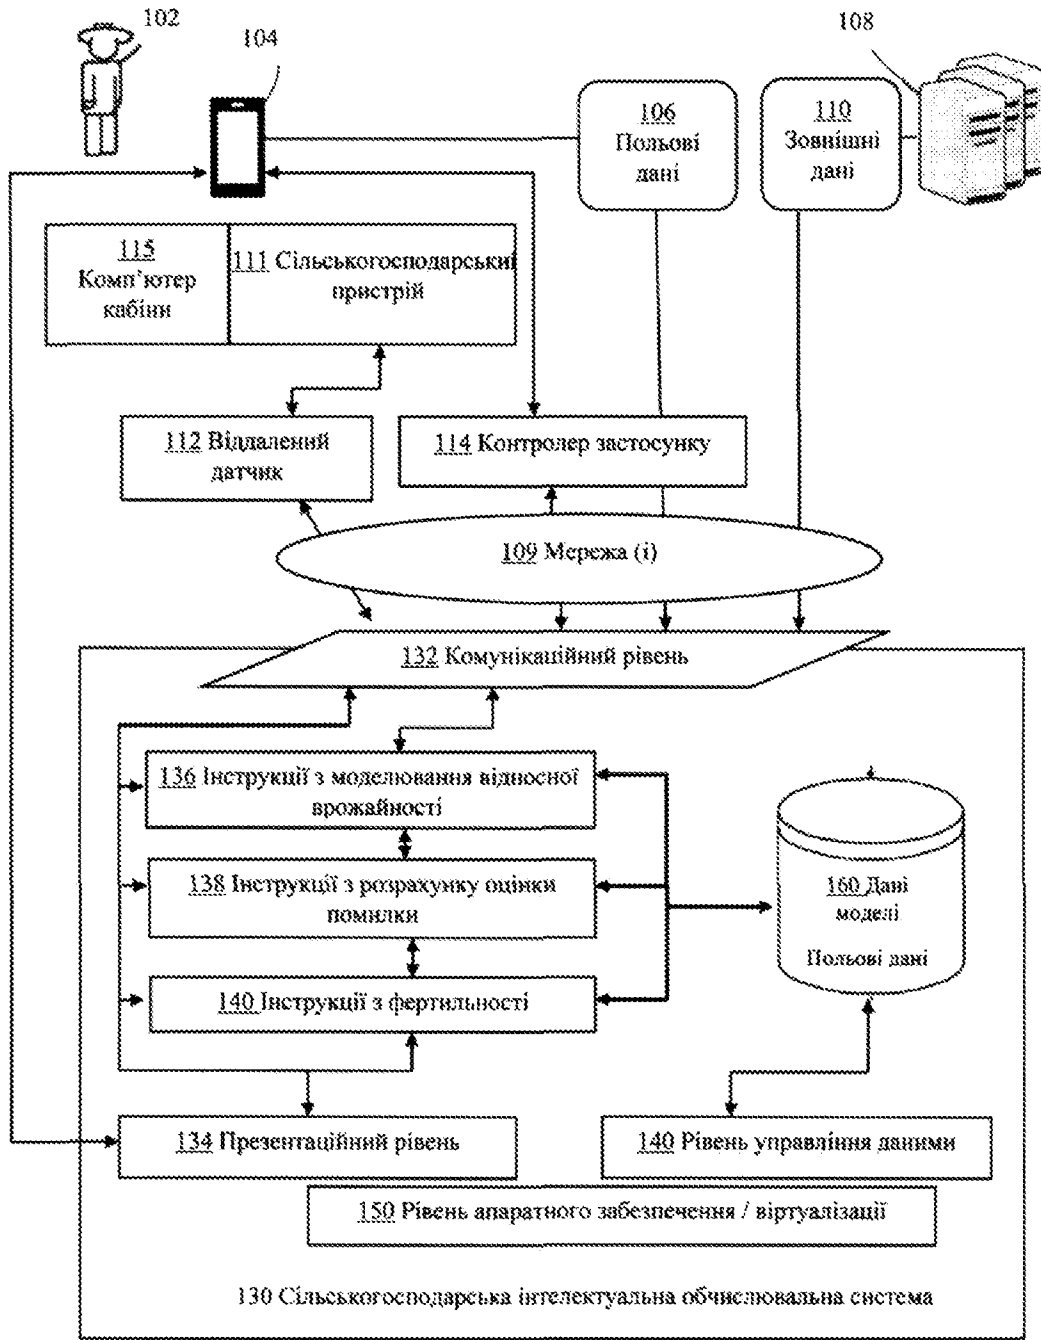 102
104
108
106
Польові
дані
110
Зовнішні
дані
115
Комп'ютер
кабіни
111 Сільськогосподарський
пристрій
112 Віддалений
датчик
114 Контролер застосунку
109 Мережа (і)
132 Комунікаційний рівень
136 Інструкції з моделювання відносної
врожайності
138 Інструкції з розрахунку оцінки
помилки
140 Інструкції з фертильності
160 Дані
моделі
Польові дані
134 Презентаційний рівень
140 Рівень управління даними
150 Рівень апаратного забезпечення / віртуалізації
130 Сільськогосподарська інтелектуальна обчислювальна система